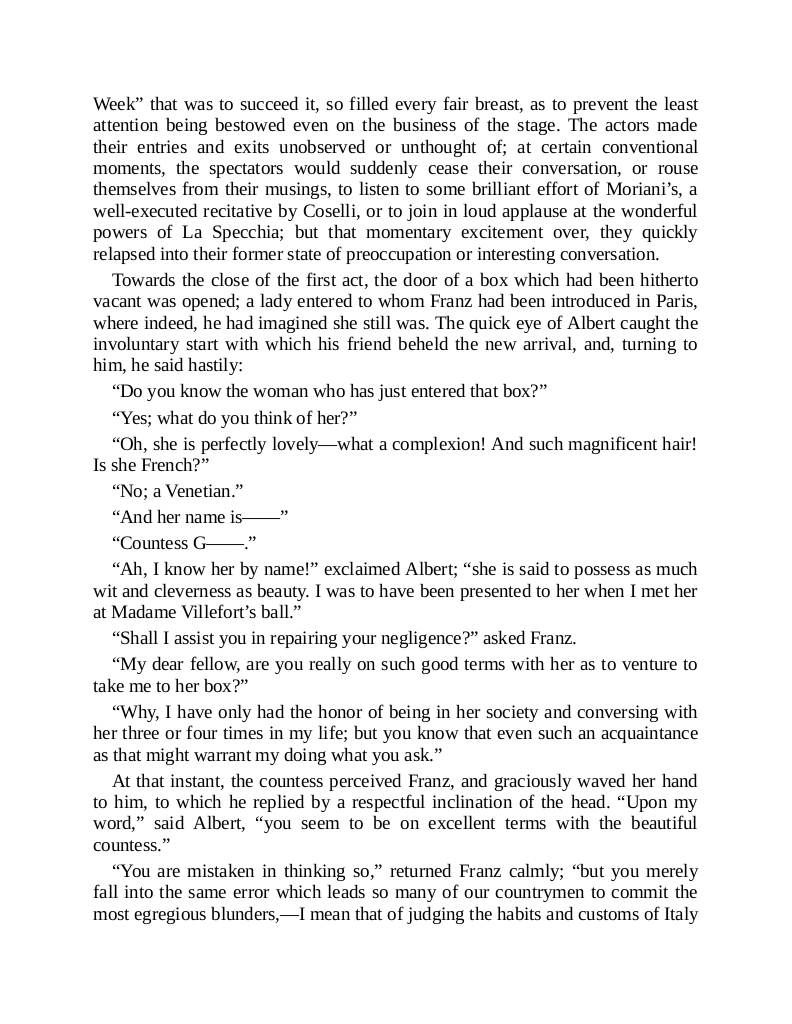 Week” that was to succeed it, so filled every fair breast, as to prevent the least
attention being bestowed even on the business of the stage. The actors made
their entries and exits unobserved or unthought of; at certain conventional
moments, the spectators would suddenly cease their conversation, or rouse
themselves from their musings, to listen to some brilliant effort of Moriani’s, a
well-executed recitative by Coselli, or to join in loud applause at the wonderful
powers of La Specchia; but that momentary excitement over, they quickly
relapsed into their former state of preoccupation or interesting conversation.
Towards the close of the first act, the door of a box which had been hitherto
vacant was opened; a lady entered to whom Franz had been introduced in Paris,
where indeed, he had imagined she still was. The quick eye of Albert caught the
involuntary start with which his friend beheld the new arrival, and, turning to
him, he said hastily:
“Do you know the woman who has just entered that box?”
“Yes; what do you think of her?”
“Oh, she is perfectly lovely—what a complexion! And such magnificent hair!
Is she French?”
“No; a Venetian.”
“And her name is——”
“Countess G——.”
“Ah, I know her by name!” exclaimed Albert; “she is said to possess as much
wit and cleverness as beauty. I was to have been presented to her when I met her
at Madame Villefort’s ball.”
“Shall I assist you in repairing your negligence?” asked Franz.
“My dear fellow, are you really on such good terms with her as to venture to
take me to her box?”
“Why, I have only had the honor of being in her society and conversing with
her three or four times in my life; but you know that even such an acquaintance
as that might warrant my doing what you ask.”
At that instant, the countess perceived Franz, and graciously waved her hand
to him, to which he replied by a respectful inclination of the head. “Upon my
word,” said Albert, “you seem to be on excellent terms with the beautiful
countess.”
“You are mistaken in thinking so,” returned Franz calmly; “but you merely
fall into the same error which leads so many of our countrymen to commit the
most egregious blunders,—I mean that of judging the habits and customs of Italy